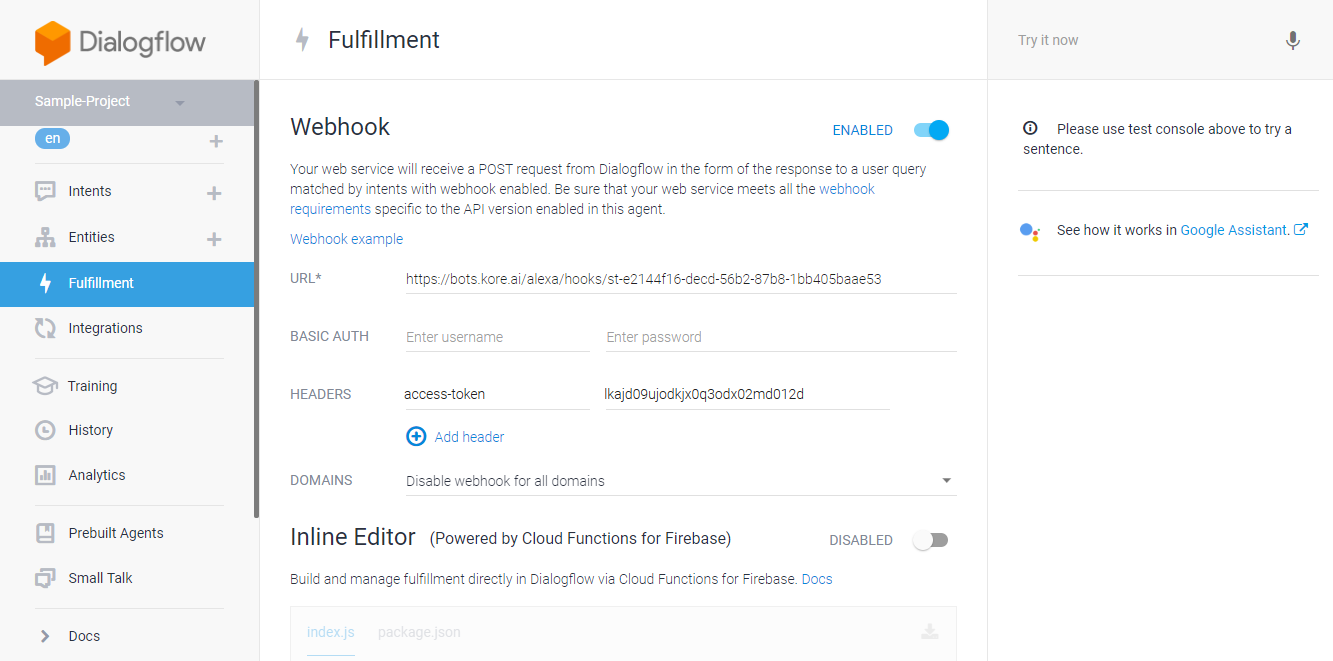 Dialogflow
Sample-Project
en
Intents
Entities
Fulfillment
Integrations
Training
History
Analytics
Prebuilt Agents
Small Talk
Docs
Fulfillment
Webhook
ENABLED
Your web service will receive a POST request from Dialogflow in the form of the response to a user query
matched by intents with webhook enabled. Be sure that your web service meets all the webhook
requirements specific to the API version enabled in this agent.
Webhook example
URL* https://bots.kore.ai/alexa/hooks/st-e2144f16-decd-56b2-87b8-1bb405baae53
BASIC AUTH Enter username Enter password
HEADERS access-token lkajd09ujodkjx0q3odx02md012d
Add header
DOMAINS Disable webhook for all domains
Inline Editor (Powered by Cloud Functions for Firebase) DISABLED
Build and manage fulfillment directly in Dialogflow via Cloud Functions for Firebase. Docs
index.js package.json
Try it now
Please use test console above to try a
sentence.
See how it works in Google Assistant.